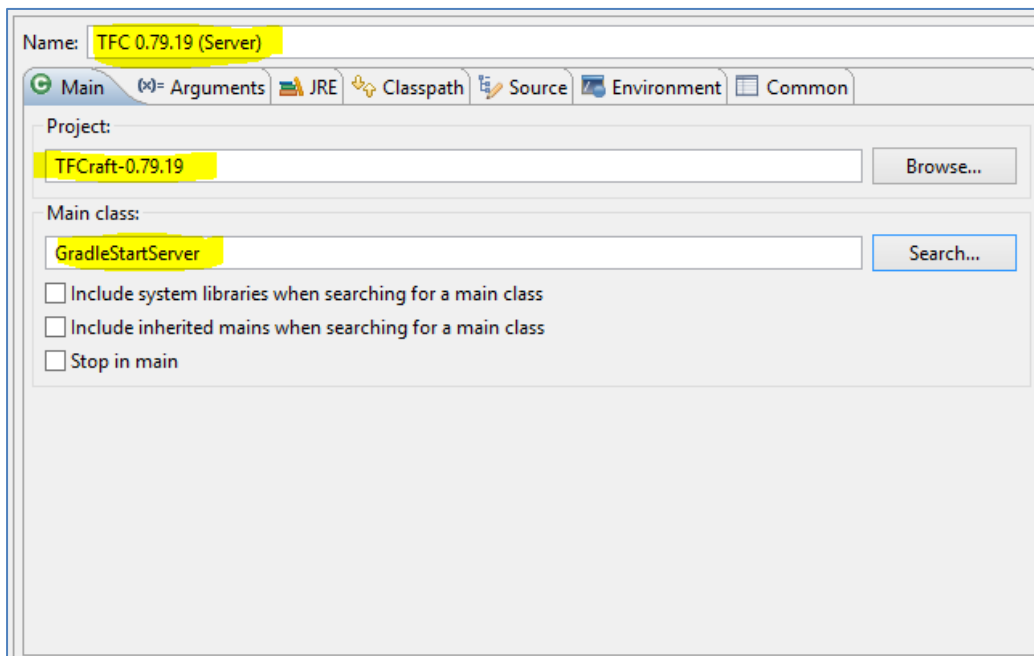 Name: TFC 0.79.19 (Server)
Main (x)= Arguments JRE Classpath Source Environment Common
Project:
TFCraft-0.79.19 Browse...
Main class:
GradleStartServer Search...
Include system libraries when searching for a main class
Include inherited mains when searching for a main class
Stop in main